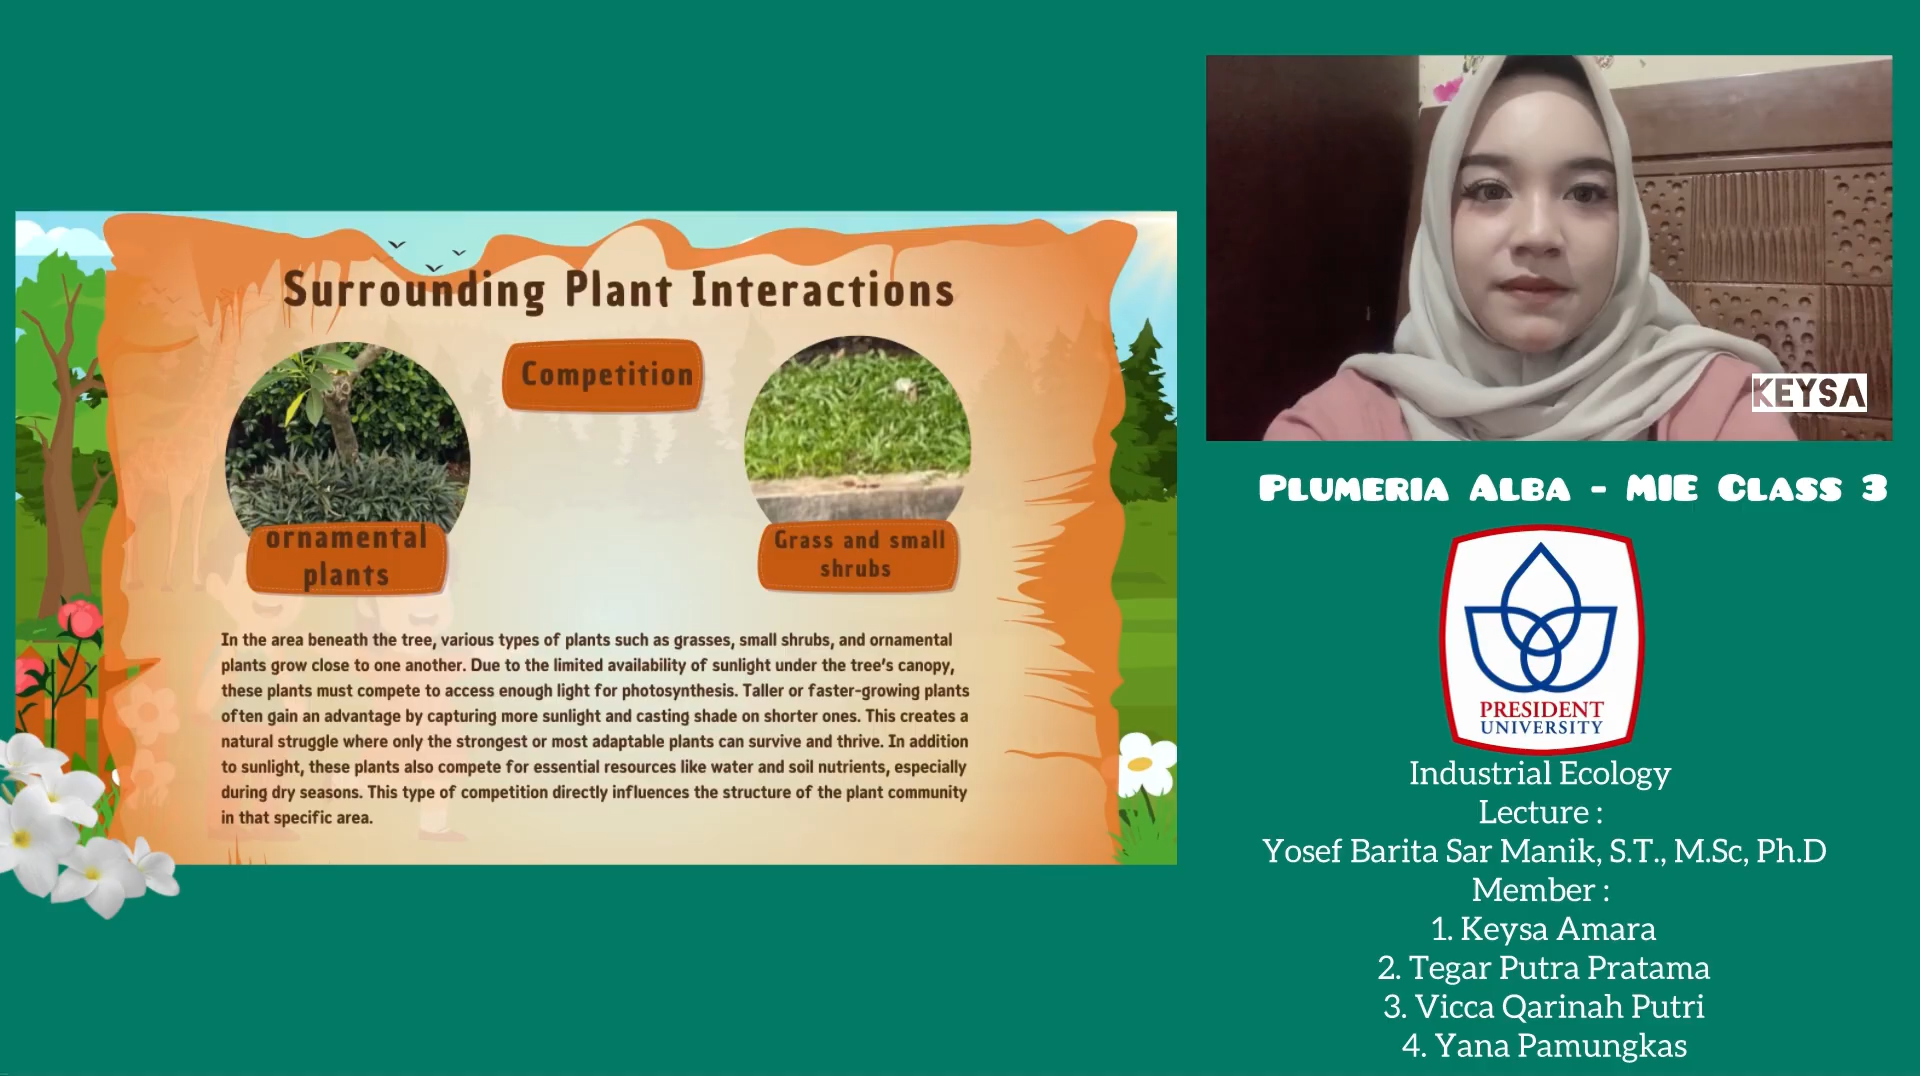 Surrounding Plant Interactions
Competition
ornamental
plants
Grass and small
shrubs
In the area beneath the tree, various types of plants such as grasses, small shrubs, and ornamental
plants grow close to one another. Due to the limited availability of sunlight under the tree's canopy,
these plants must compete to access enough light for photosynthesis. Taller or faster-growing plants
often gain an advantage by capturing more sunlight and casting shade on shorter ones. This creates a
natural struggle where only the strongest or most adaptable plants can survive and thrive. In addition
to sunlight, these plants also compete for essential resources like water and soil nutrients, especially
during dry seasons. This type of competition directly influences the structure of the plant community
in that specific area.
KEYSA
Plumeria Alba - MIE Class 3
PRESIDENT
UNIVERSITY
Industrial Ecology
Lecture :
Yosef Barita Sar Manik, S.T., M.Sc, Ph.D
Member :
1. Keysa Amara
2. Tegar Putra Pratama
3. Vicca Qarinah Putri
4. Yana Pamungkas